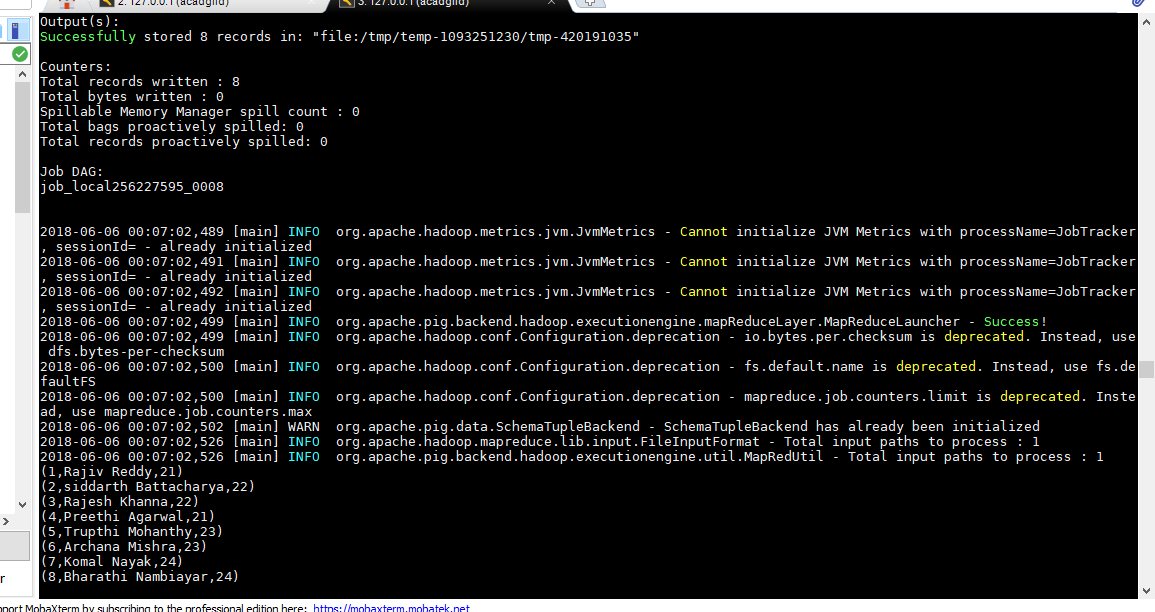 2. 127.0.0.1 (acadgild)
3. 127.0.0.1 (acadgild)
Output(s):
Successfully stored 8 records in: "file:/tmp/temp-1093251230/tmp-420191035"
Counters:
Total records written : 8
Total bytes written : 0
Spillable Memory Manager spill count : 0
Total bags proactively spilled: 0
Total records proactively spilled: 0
Job DAG:
job_local256227595_0008
2018-06-06 00:07:02,489 [main] INFO  org.apache.hadoop.metrics.jvm.JvmMetrics - Cannot initialize JVM Metrics with processName=JobTracker
, sessionId= - already initialized
2018-06-06 00:07:02,491 [main] INFO  org.apache.hadoop.metrics.jvm.JvmMetrics - Cannot initialize JVM Metrics with processName=JobTracker
, sessionId= - already initialized
2018-06-06 00:07:02,492 [main] INFO  org.apache.hadoop.metrics.jvm.JvmMetrics - Cannot initialize JVM Metrics with processName=JobTracker
, sessionId= - already initialized
2018-06-06 00:07:02,499 [main] INFO  org.apache.pig.backend.hadoop.executionengine.mapReduceLayer.MapReduceLauncher - Success!
2018-06-06 00:07:02,499 [main] INFO  org.apache.hadoop.conf.Configuration.deprecation - io.bytes.per.checksum is deprecated. Instead, use
 dfs.bytes-per-checksum
2018-06-06 00:07:02,500 [main] INFO  org.apache.hadoop.conf.Configuration.deprecation - fs.default.name is deprecated. Instead, use fs.de
faultFS
2018-06-06 00:07:02,500 [main] INFO  org.apache.hadoop.conf.Configuration.deprecation - mapreduce.job.counters.limit is deprecated. Inste
ad, use mapreduce.job.counters.max
2018-06-06 00:07:02,502 [main] WARN  org.apache.pig.data.SchemaTupleBackend - SchemaTupleBackend has already been initialized
2018-06-06 00:07:02,526 [main] INFO  org.apache.hadoop.mapreduce.lib.input.FileInputFormat - Total input paths to process : 1
2018-06-06 00:07:02,526 [main] INFO  org.apache.pig.backend.hadoop.executionengine.util.MapRedUtil - Total input paths to process : 1
(1,Rajiv Reddy,21)
(2,siddarth Battacharya,22)
(3,Rajesh Khanna,22)
(4,Preethi Agarwal,21)
(5,Trupthi Mohanthy,23)
(6,Archana Mishra,23)
(7,Komal Nayak,24)
(8,Bharathi Nambiayar,24)
r
port MobaXterm by subscribing to the professional edition here: https://mobaxterm.mobatek.net